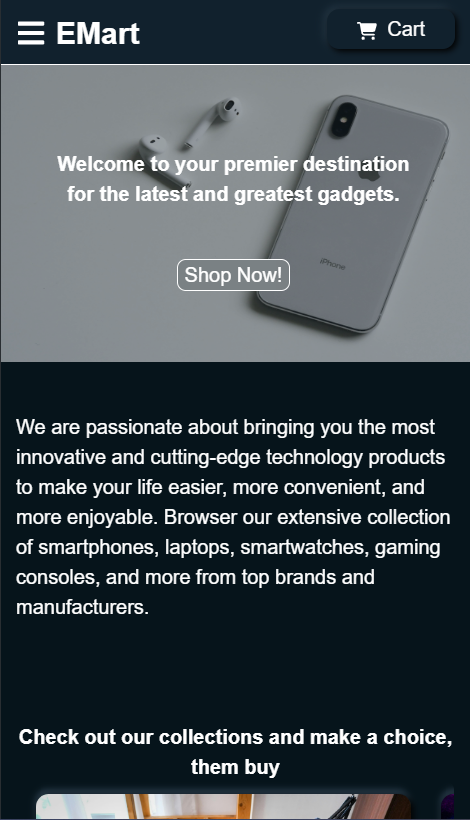 EMart
Cart
Welcome to your premier destination
for the latest and greatest gadgets.
iPhone
Shop Now!
We are passionate about bringing you the most
innovative and cutting-edge technology products
to make your life easier, more convenient, and
more enjoyable. Browser our extensive collection
of smartphones, laptops, smartwatches, gaming
consoles, and more from top brands and
manufacturers.
Check out our collections and make a choice,
them buy